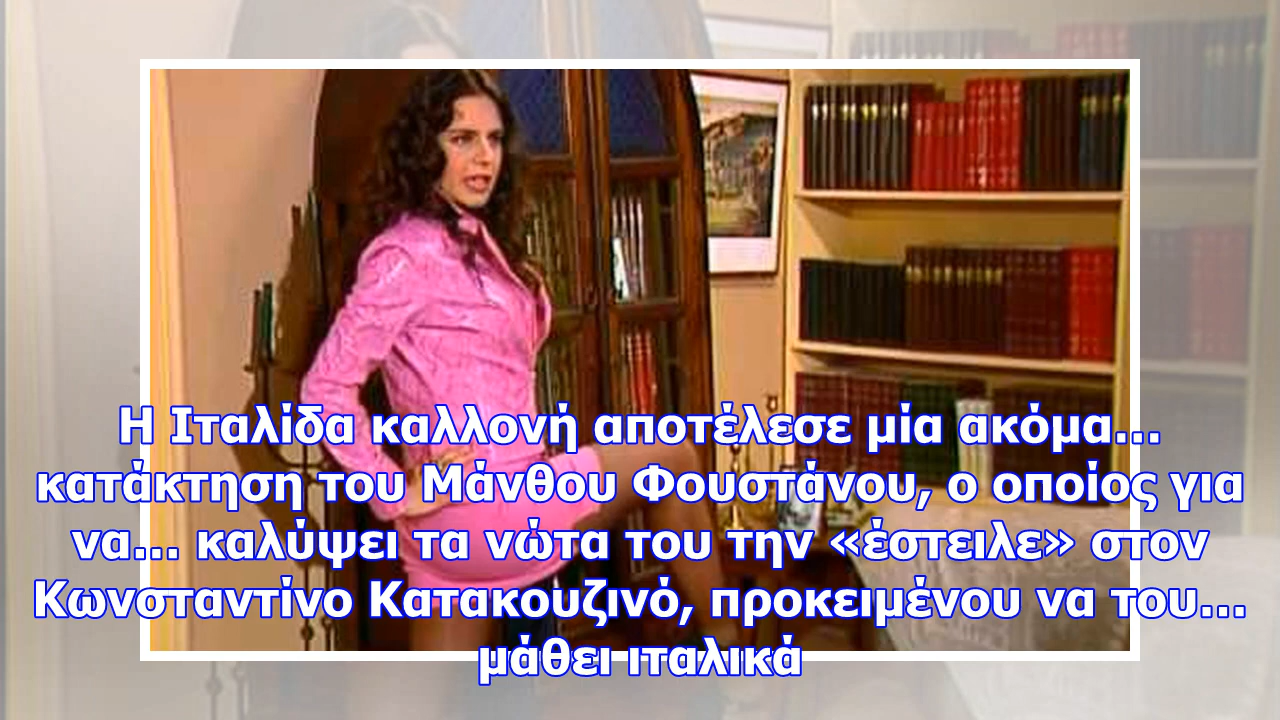 Η Ιταλίδα καλλονή αποτέλεσε μία ακόμα...
κατάκτηση του Μάνθου Φουστάνου, ο οποίος για
να... καλύψει τα νώτα του την «έστειλε» στον
Κωνσταντίνο Κατακουζινό, προκειμένου να του...
μάθει ιταλικά